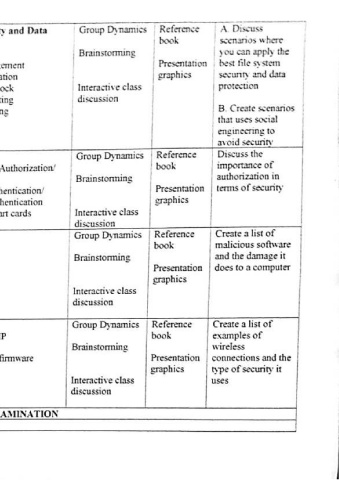 y and Data
Group Dynamics
Reference
book
A. Discuss
scenarios where
you can apply the
best file system
security and data
protection
Brainstorming
Presentation
graphics
ement
ation
ock
ing
ng
Interactive class
discussion
B. Create scenarios
that uses social
engineering to
avoid security
Group Dynamics
Reference
book
Discuss the
importance of
authorization in
terms of security
Authorization/
Brainstorming
hentication/
hentication
art cards
Presentation
graphics
Interactive class
discussion
Group Dynamics
Reference
book
Create a list of
malicious software
and the damage it
does to a computer
Brainstorming
Presentation
graphics
Interactive class
discussion
Group Dynamics
Reference
book
Create a list of
examples of
wireless
connections and the
type of security it
uses
IP
Brainstorming
firmware
Presentation
graphics
Interactive class
discussion
AMINATION